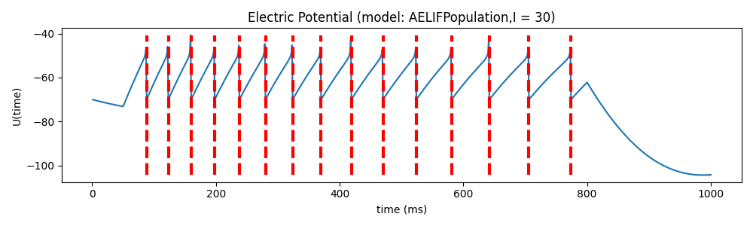 Electric Potential (model: AELIFPopulation,I = 30)
−40
−60
−80
−100
U(time)
0 200 400 600 800 1000
time (ms)